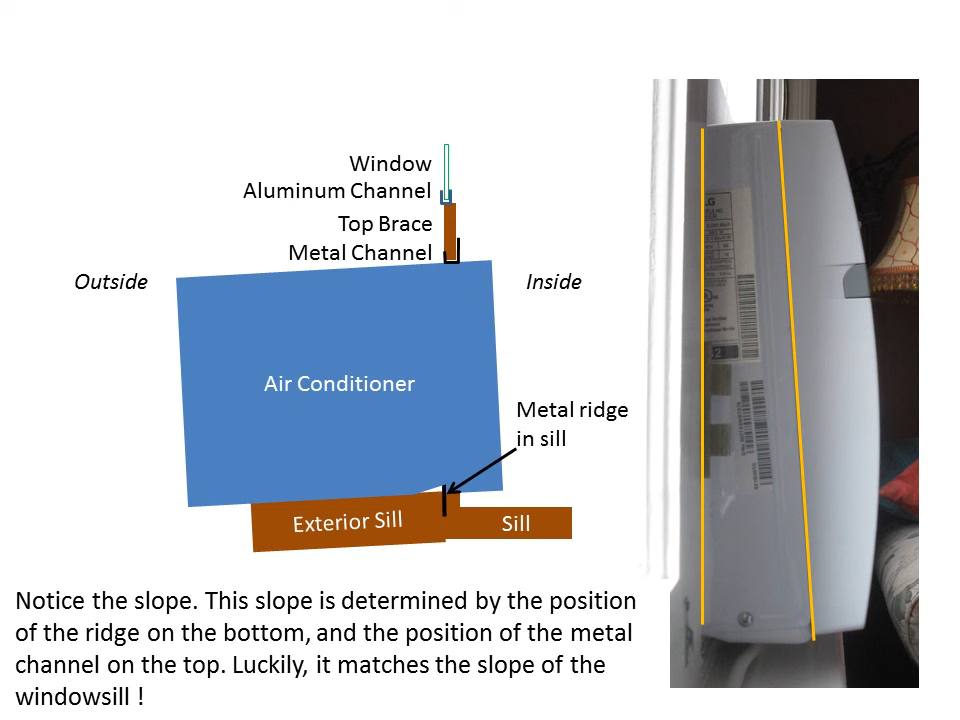 Window
Aluminum Channel
Top Brace
Metal Channel
Outside
Inside
Air Conditioner
Metal ridge
in sill
Exterior Sill
Sill
Notice the slope. This slope is determined by the position
of the ridge on the bottom, and the position of the metal
channel on the top. Luckily, it matches the slope of the
windowsill !
LG